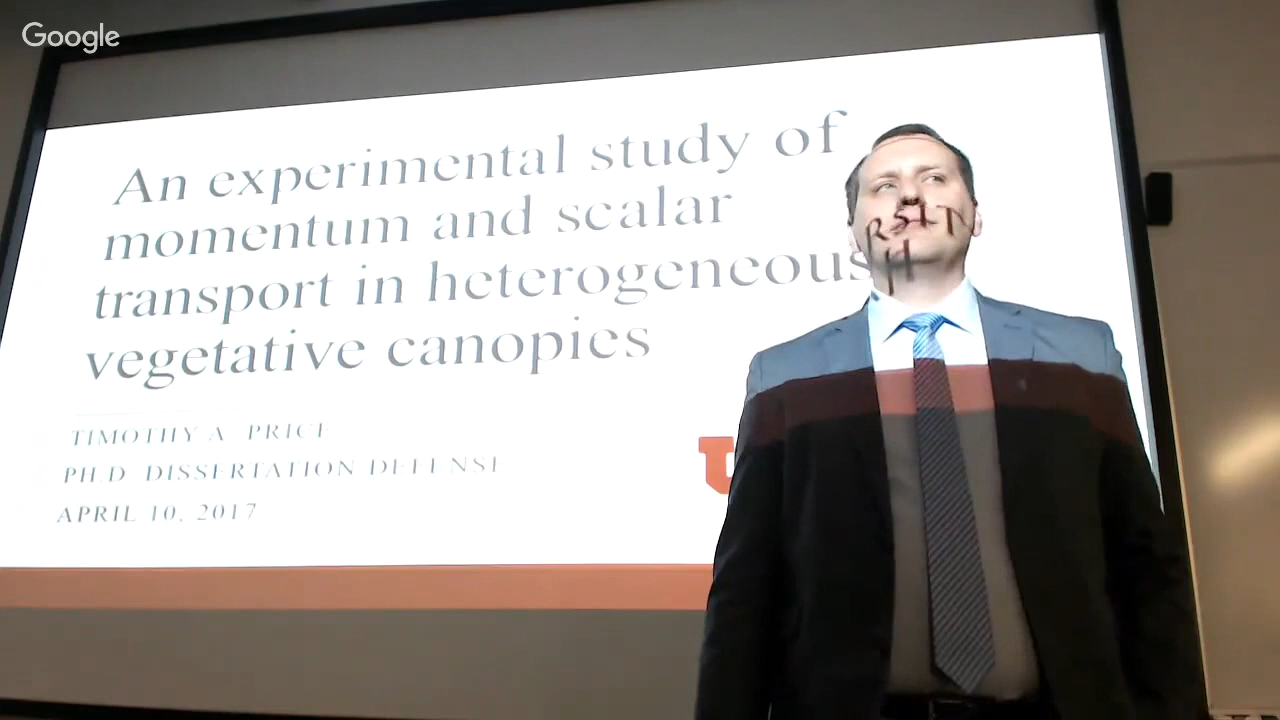 Google
An experimental study of
momentum and scalar
transport in heterogeneous
vegetative canopies
TIMOTHY A. PRICE
PH.D. DISSERTATION DEFENSE
APRIL 10, 2017
U